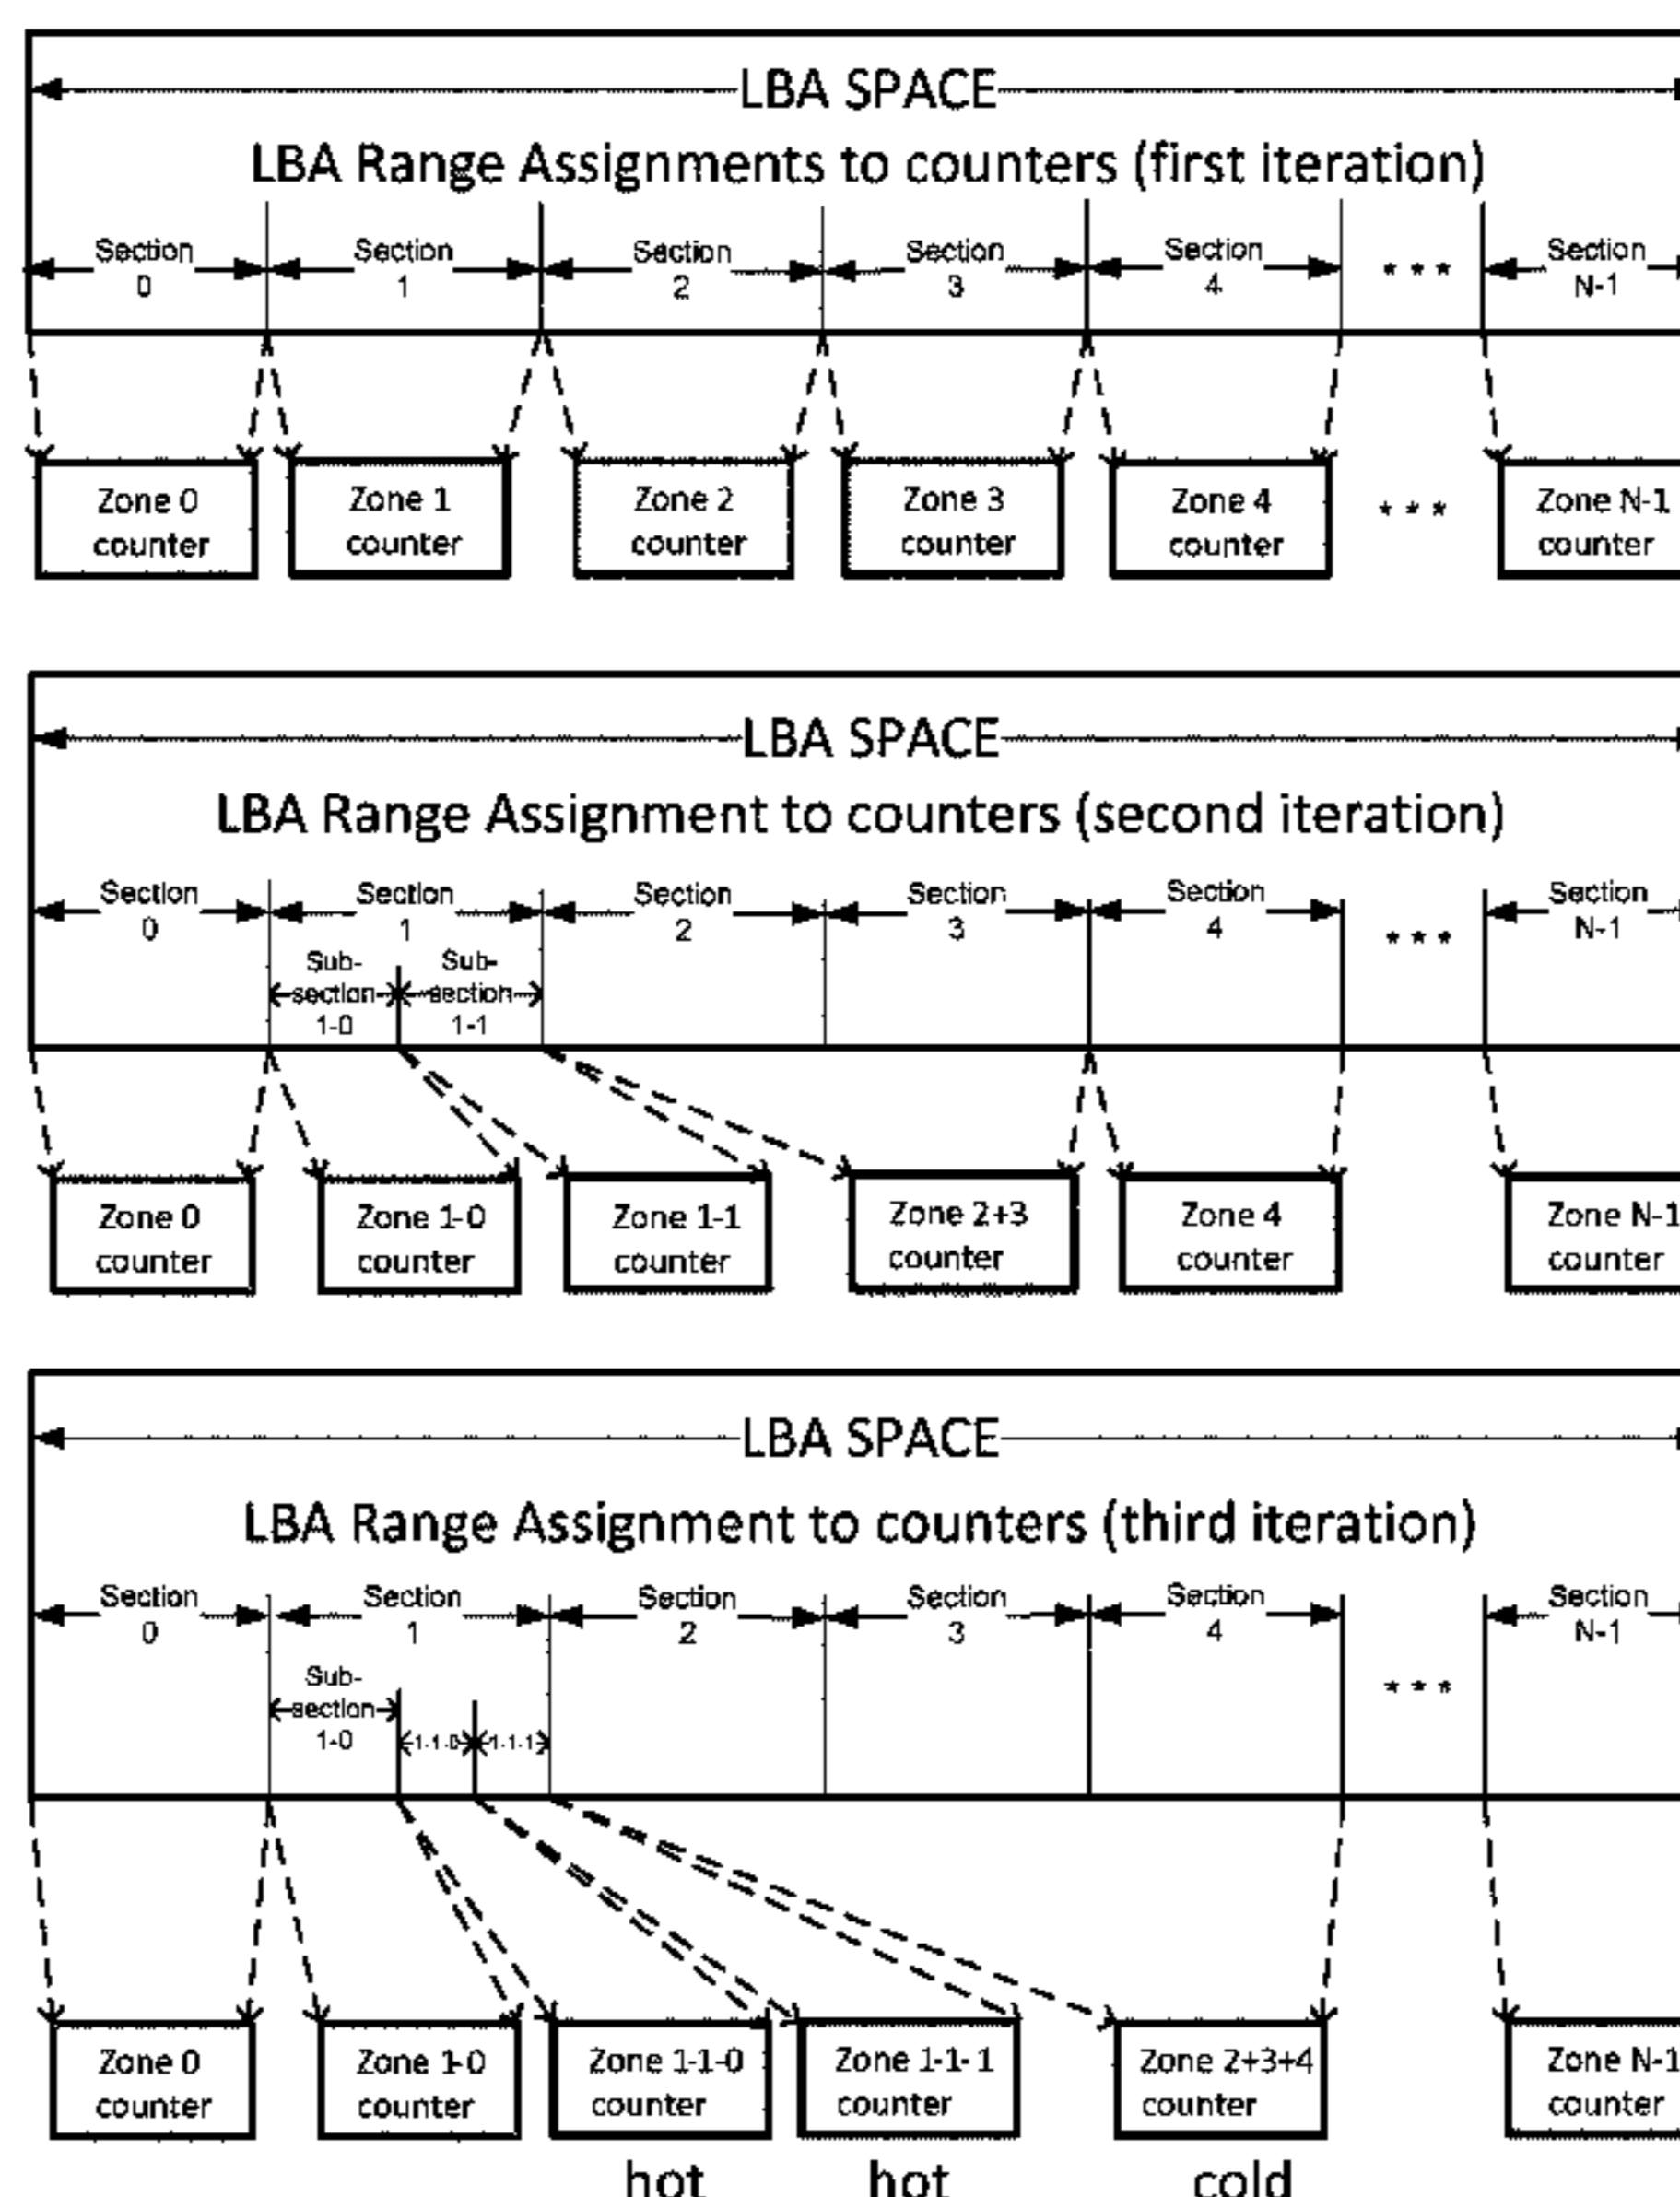 LBA SPACE
LBA Range Assignments to counters (first iteration)
Section 0
Section 1
Section 2
Section 3
Section 4
* * *
Section N-1
Zone 0 counter
Zone 1 counter
Zone 2 counter
Zone 3 counter
Zone 4 counter
* * *
Zone N-1 counter
LBA SPACE
LBA Range Assignment to counters (second iteration)
Section 0
Section 1
Section 2
Section 3
Section 4
* * *
Section N-1
Sub-section 1-0
Sub-section 1-1
Zone 0 counter
Zone 1-0 counter
Zone 1-1 counter
Zone 2+3 counter
Zone 4 counter
Zone N-1 counter
LBA SPACE
LBA Range Assignment to counters (third iteration)
Section 0
Section 1
Section 2
Section 3
Section 4
* * *
Section N-1
Sub-section 1-0
1-1-0
1-1-1
Zone 0 counter
Zone 1-0 counter
Zone 1-1-0 counter
Zone 1-1-1 counter
Zone 2+3+4 counter
Zone N-1 counter
hot
hot
cold